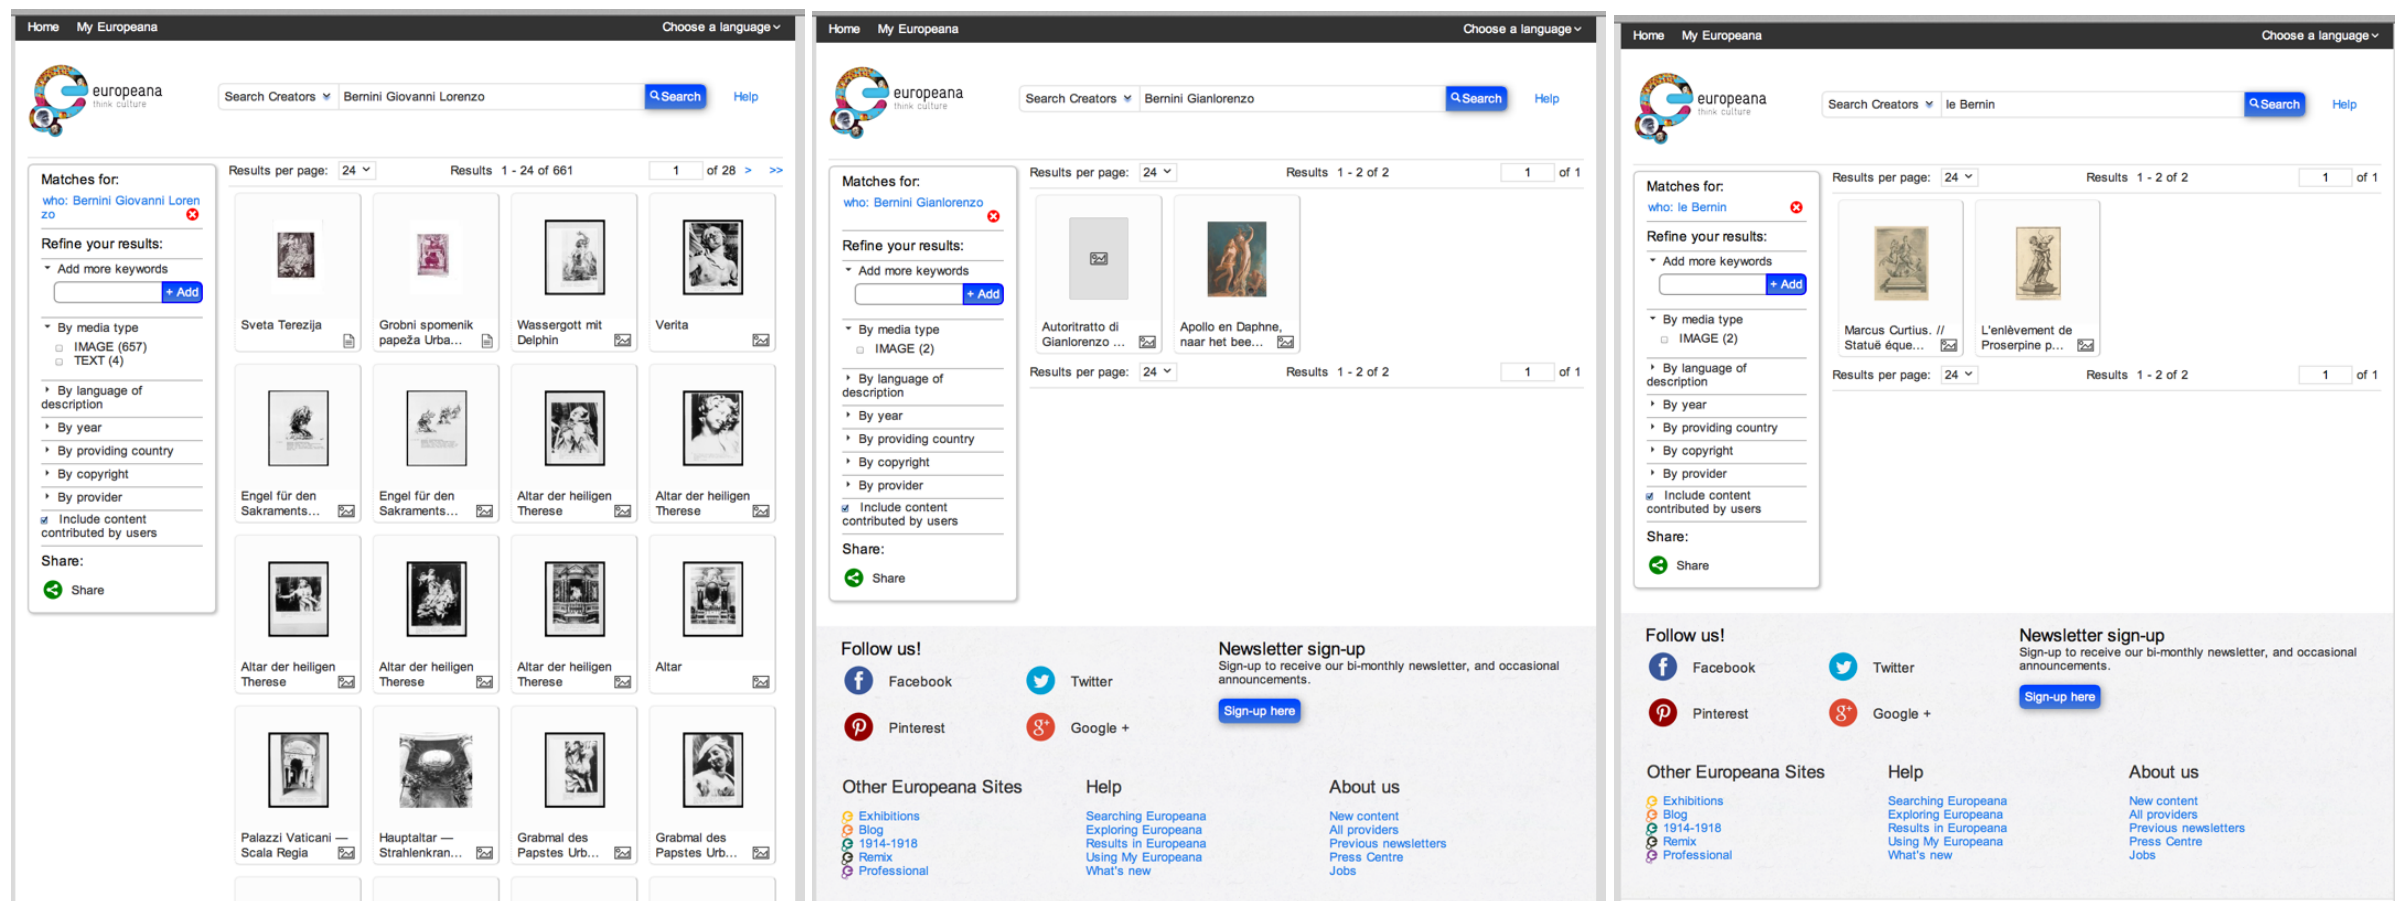 Home My Europeana Choose a language
europeana
think culture
Search Creators Bernini Giovanni Lorenzo Search Help
Matches for:
who: Bernini Giovanni Loren
zo
Refine your results:
Add more keywords
+ Add
By media type
IMAGE (657)
TEXT (4)
By language of
description
By year
By providing country
By copyright
By provider
Include content
contributed by users
Share:
Share
Results per page: 24 Results 1 - 24 of 661 1 of 28 > >>
Sveta Terezija
Grobni spomenik
papeža Urba...
Wassergott mit
Delphin
Verita
Engel für den
Sakraments...
Engel für den
Sakraments...
Altar der heiligen
Therese
Altar der heiligen
Therese
Altar der heiligen
Therese
Altar der heiligen
Therese
Altar der heiligen
Therese
Altar
Palazzi Vaticani —
Scala Regia
Hauptaltar —
Strahlenkran...
Grabmal des
Papstes Urb...
Grabmal des
Papstes Urb...
Home My Europeana Choose a language
europeana
think culture
Search Creators Bernini Gianlorenzo Search Help
Matches for:
who: Bernini Gianlorenzo
Refine your results:
Add more keywords
+ Add
By media type
IMAGE (2)
By language of
description
By year
By providing country
By copyright
By provider
Include content
contributed by users
Share:
Share
Results per page: 24 Results 1 - 2 of 2 1 of 1
Autoritratto di
Gianlorenzo ...
Apollo en Daphne,
naar het bee...
Results per page: 24 Results 1 - 2 of 2 1 of 1
Follow us!
Facebook
Twitter
Pinterest
Google +
Newsletter sign-up
Sign-up to receive our bi-monthly newsletter, and occasional
announcements.
Sign-up here
Other Europeana Sites
Exhibitions
Blog
1914-1918
Remix
Professional
Help
Searching Europeana
Exploring Europeana
Results in Europeana
Using My Europeana
What's new
About us
New content
All providers
Previous newsletters
Press Centre
Jobs
Home My Europeana Choose a language
europeana
think culture
Search Creators le Bernin Search Help
Matches for:
who: le Bernin
Refine your results:
Add more keywords
+ Add
By media type
IMAGE (2)
By language of
description
By year
By providing country
By copyright
By provider
Include content
contributed by users
Share:
Share
Results per page: 24 Results 1 - 2 of 2 1 of 1
Marcus Curtius. //
Statuë éque...
L'enlèvement de
Proserpine p...
Results per page: 24 Results 1 - 2 of 2 1 of 1
Follow us!
Facebook
Twitter
Pinterest
Google +
Newsletter sign-up
Sign-up to receive our bi-monthly newsletter, and occasional
announcements.
Sign-up here
Other Europeana Sites
Exhibitions
Blog
1914-1918
Remix
Professional
Help
Searching Europeana
Exploring Europeana
Results in Europeana
Using My Europeana
What's new
About us
New content
All providers
Previous newsletters
Press Centre
Jobs